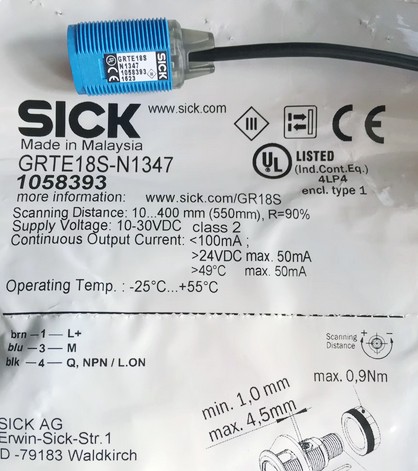 GRTE18S
N1347
1058393
1623
SICK
SICK
www.sick.com
Made in Malaysia
GRTE18S-N1347
1058393
III
CE
UL
LISTED
(Ind.Cont.Eq.)
4LP4
encl. type 1
more information: www.sick.com/GR18S
Scanning Distance: 10...400 mm (550mm), R=90%
Supply Voltage: 10-30VDC class 2
Continuous Output Current: <100mA ;
>24VDC max. 50mA
>49°C max. 50mA
Operating Temp. : -25°C...+55°C
brn –1– L+
blu –3– M
blk –4– Q, NPN / L.ON
Scanning
Distance
- +
max. 0,9Nm
min. 1,0 mm
max. 4,5mm
SICK AG
Erwin-Sick-Str.1
D -79183 Waldkirch